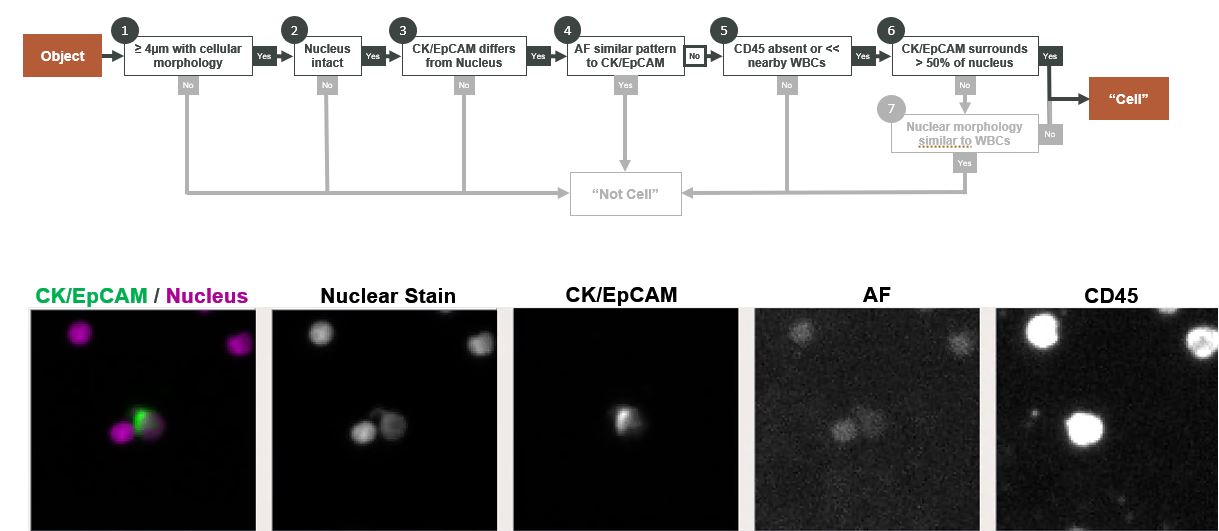 Object
1
≥ 4µm with cellular
morphology
Yes
No
2
Nucleus
intact
Yes
No
3
CK/EpCAM differs
from Nucleus
Yes
No
4
AF similar pattern
to CK/EpCAM
No
Yes
5
CD45 absent or <<
nearby WBCs
Yes
No
6
CK/EpCAM surrounds
> 50% of nucleus
Yes
No
7
Nuclear morphology
similar to WBCs
No
Yes
“Cell”
“Not Cell”
CK/EpCAM / Nucleus
Nuclear Stain
CK/EpCAM
AF
CD45